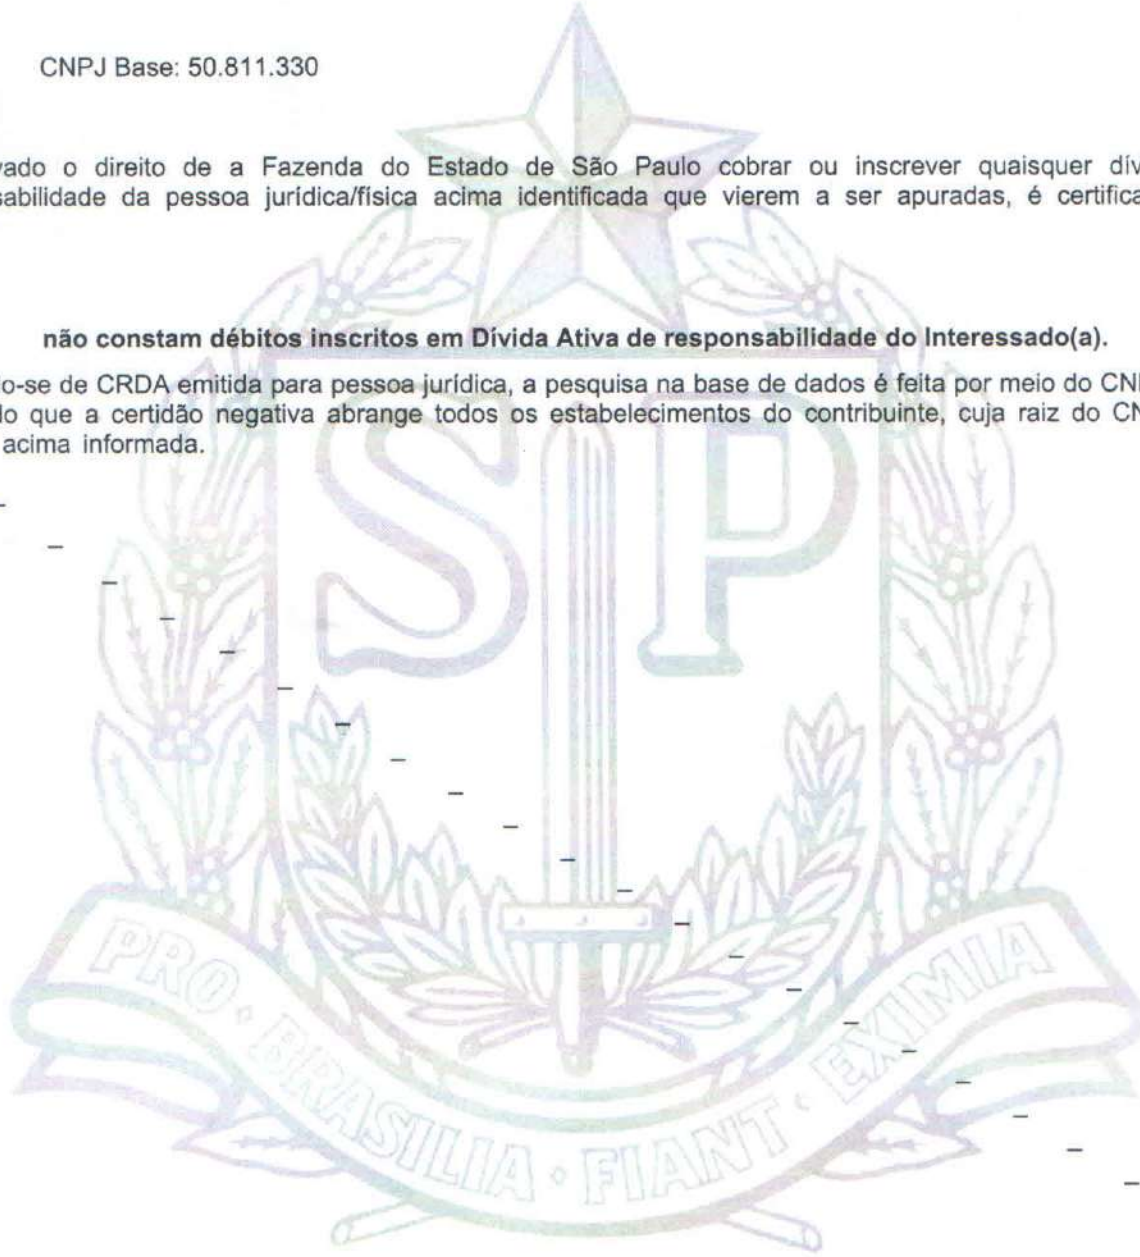 CNPJ Base: 50.811.330
vado o direito de a Fazenda do Estado de São Paulo cobrar ou inscrever quaisquer dív
sabilidade da pessoa jurídica/física acima identificada que vierem a ser apuradas, é certifica
não constam débitos inscritos em Dívida Ativa de responsabilidade do Interessado(a).
o-se de CRDA emitida para pessoa jurídica, a pesquisa na base de dados é feita por meio do CN
do que a certidão negativa abrange todos os estabelecimentos do contribuinte, cuja raiz do CN
acima informada.
SP
PRO · BRASILIA · FIANT · EXIMIA